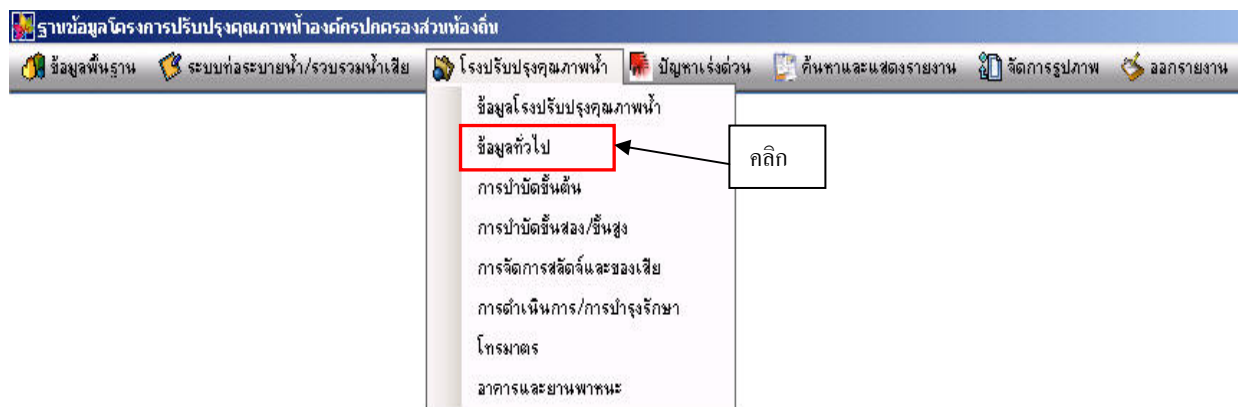 ฐานข้อมูลโครงการปรับปรุงคุณภาพน้ำองค์กรปกครองส่วนท้องถิ่น
ข้อมูลพื้นฐาน ระบบท่อระบายน้ำ/รวบรวมน้ำเสีย โรงปรับปรุงคุณภาพน้ำ ปัญหาเร่งด่วน ค้นหาและแสดงรายงาน จัดการรูปภาพ ออกรายงาน
ข้อมูลโรงปรับปรุงคุณภาพน้ำ
ข้อมูลทั่วไป
คลิก
การบำบัดขั้นต้น
การบำบัดขั้นสอง/ขั้นสูง
การจัดการสลัดจ์และของเสีย
การดำเนินการ/การบำรุงรักษา
โทรมาตร
อาคารและยานพาหนะ